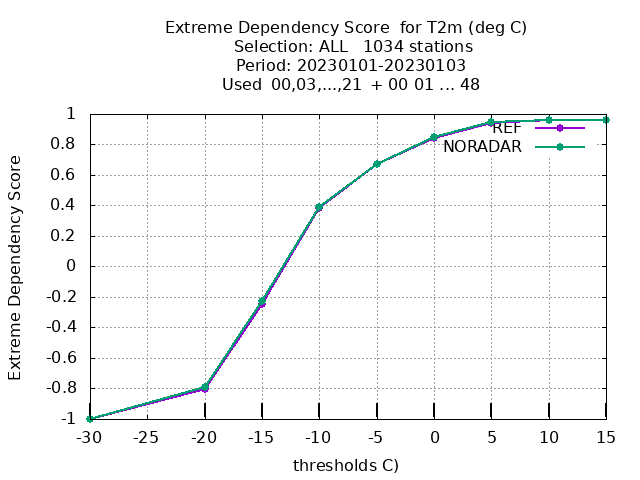 Extreme Dependency Score  for T2m (deg C)
Selection: ALL   1034 stations
Period: 20230101-20230103
Used  00,03,...,21  + 00 01 ... 48
Extreme Dependency Score
1
0.8
0.6
0.4
0.2
0
-0.2
-0.4
-0.6
-0.8
-1
REF
NORADAR
-30 -25 -20 -15 -10 -5 0 5 10 15
thresholds C)